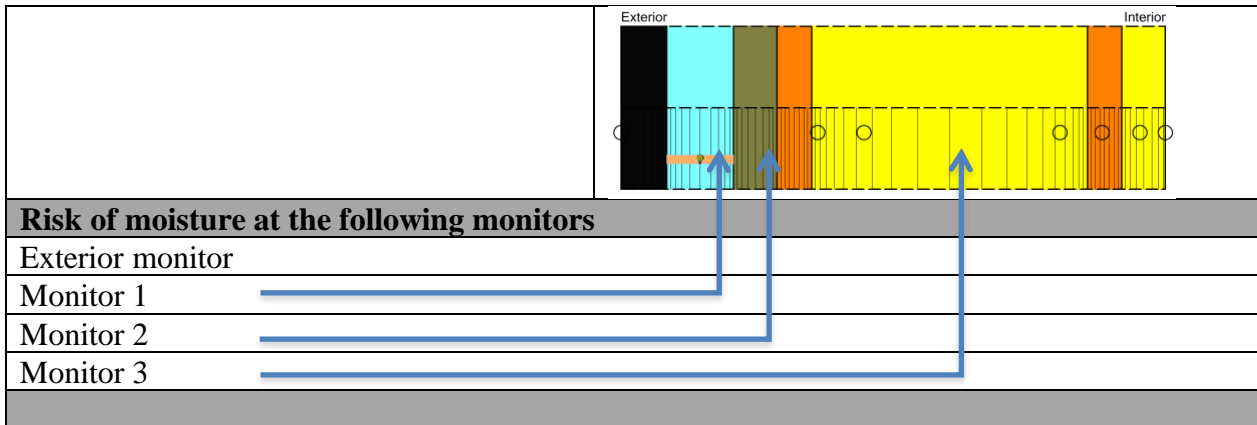 Exterior Interior
Risk of moisture at the following monitors
Exterior monitor
Monitor 1
Monitor 2
Monitor 3